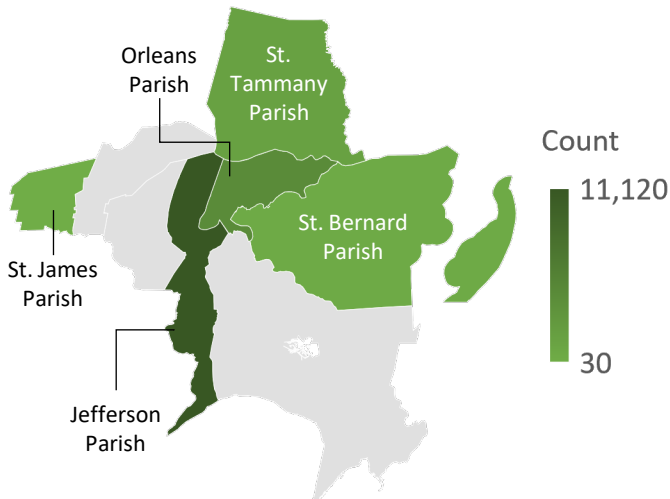 Orleans
Parish
St.
Tammany
Parish
Count
11,120
St. Bernard
Parish
St. James
Parish
30
Jefferson
Parish